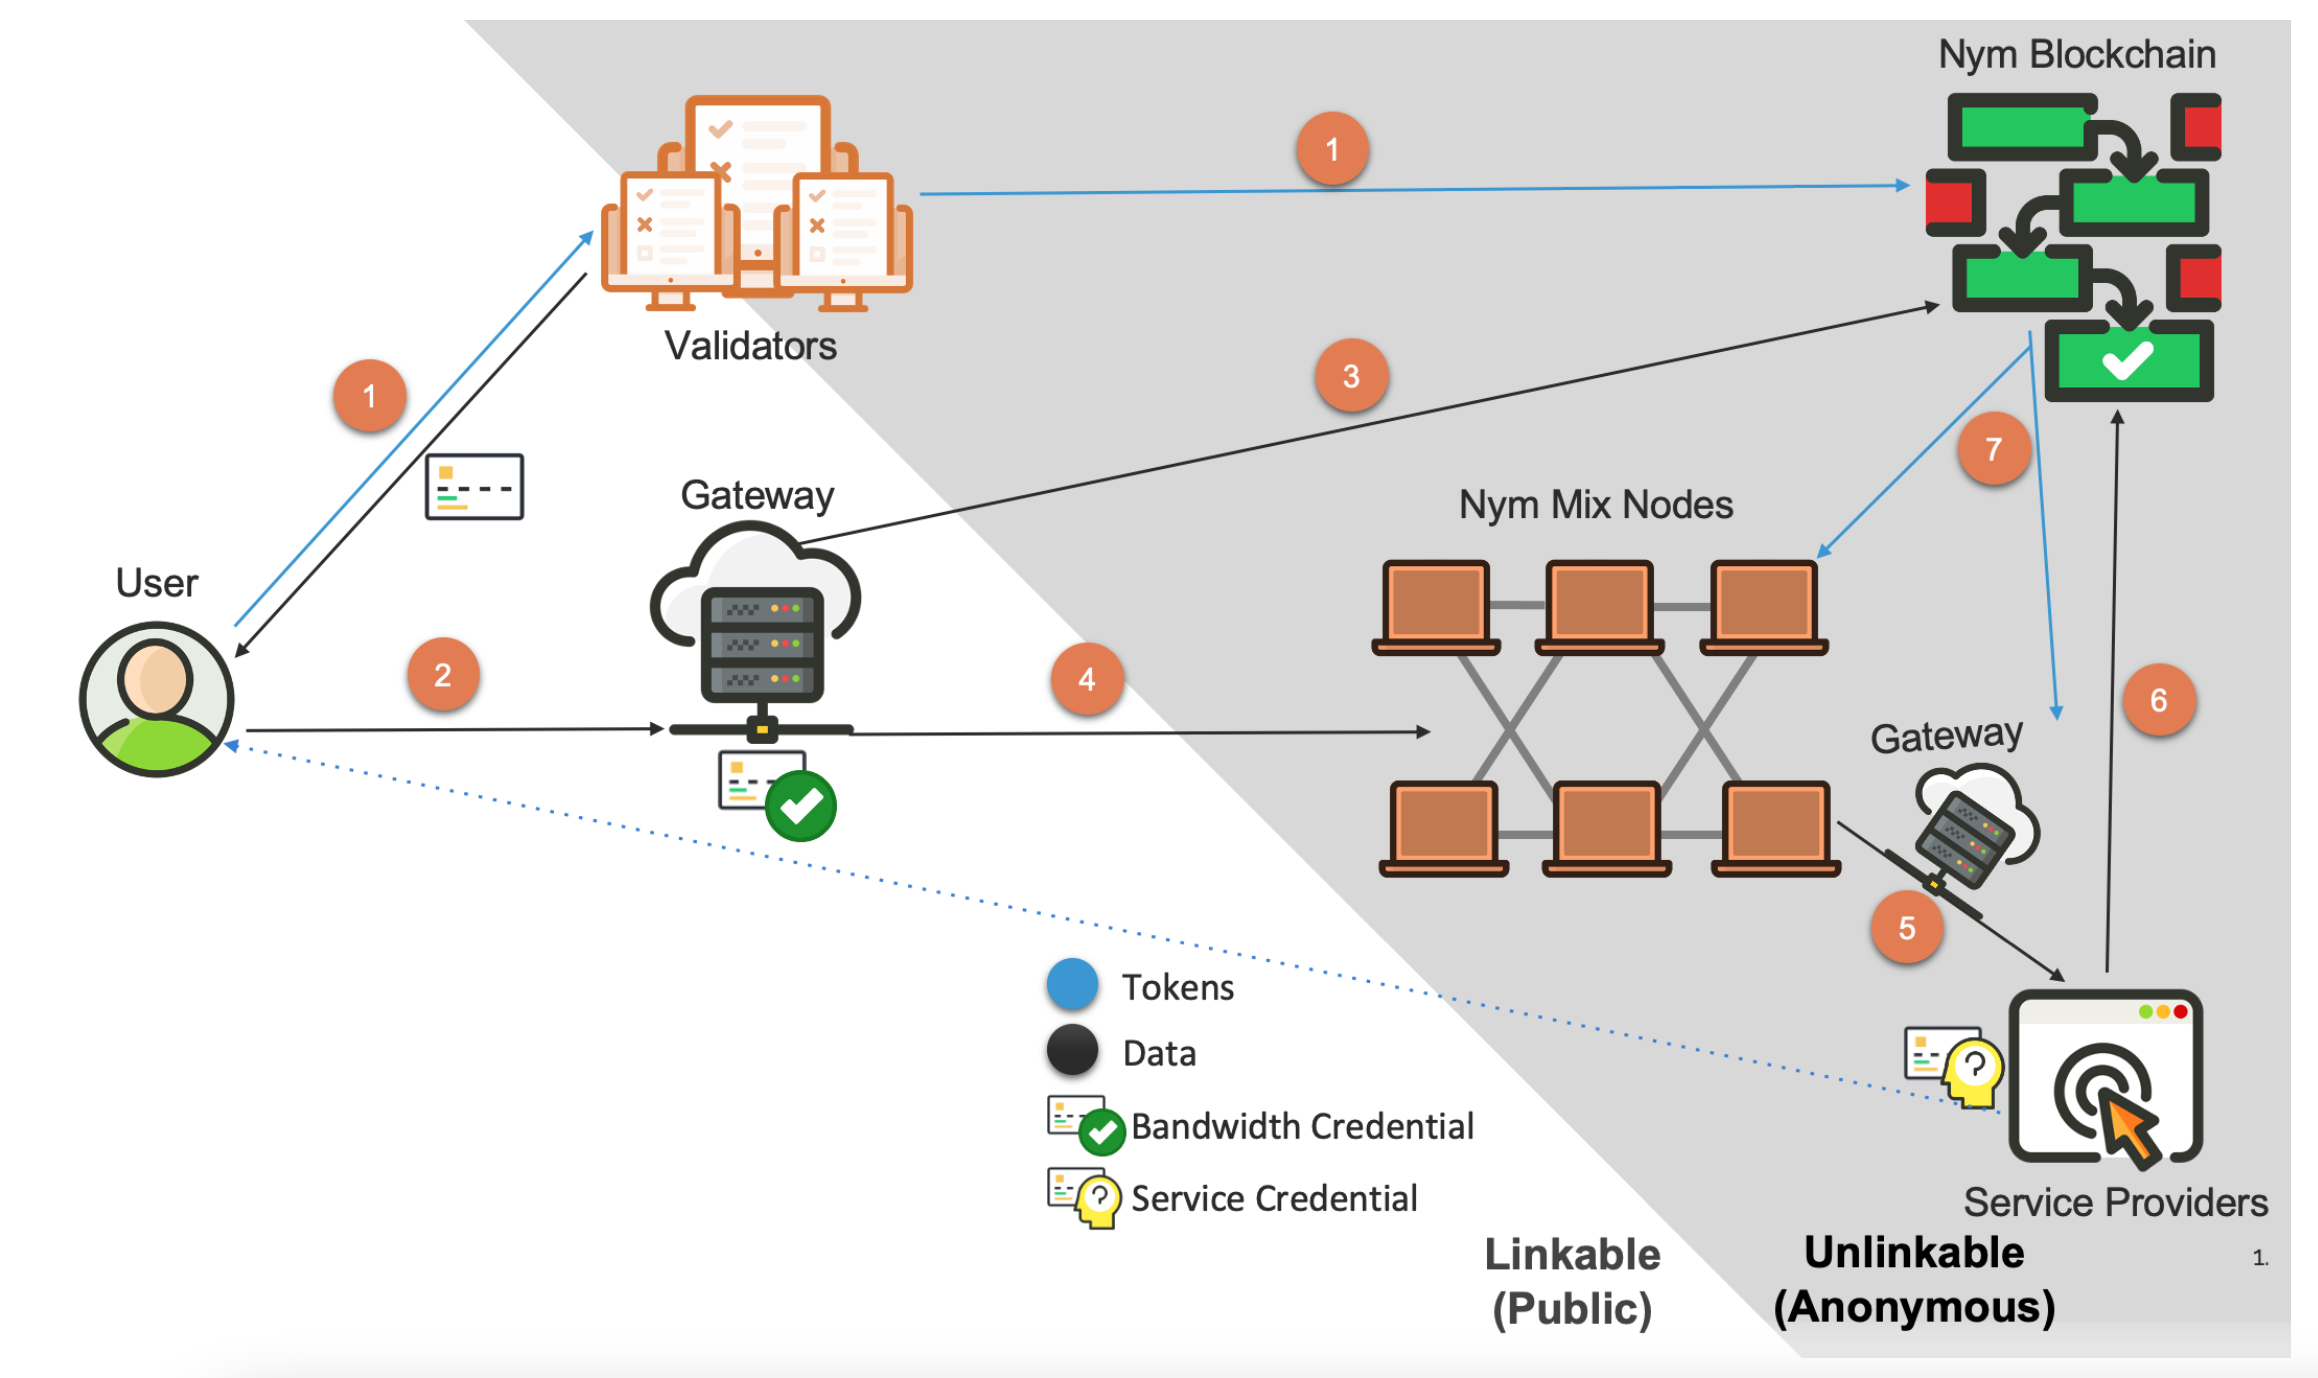 Nym Blockchain
1
Validators
1
3
7
Gateway
Nym Mix Nodes
User
2
4
6
Gateway
5
Tokens
Data
Bandwidth Credential
Service Credential
Service Providers
Linkable
(Public)
Unlinkable
(Anonymous)
1.